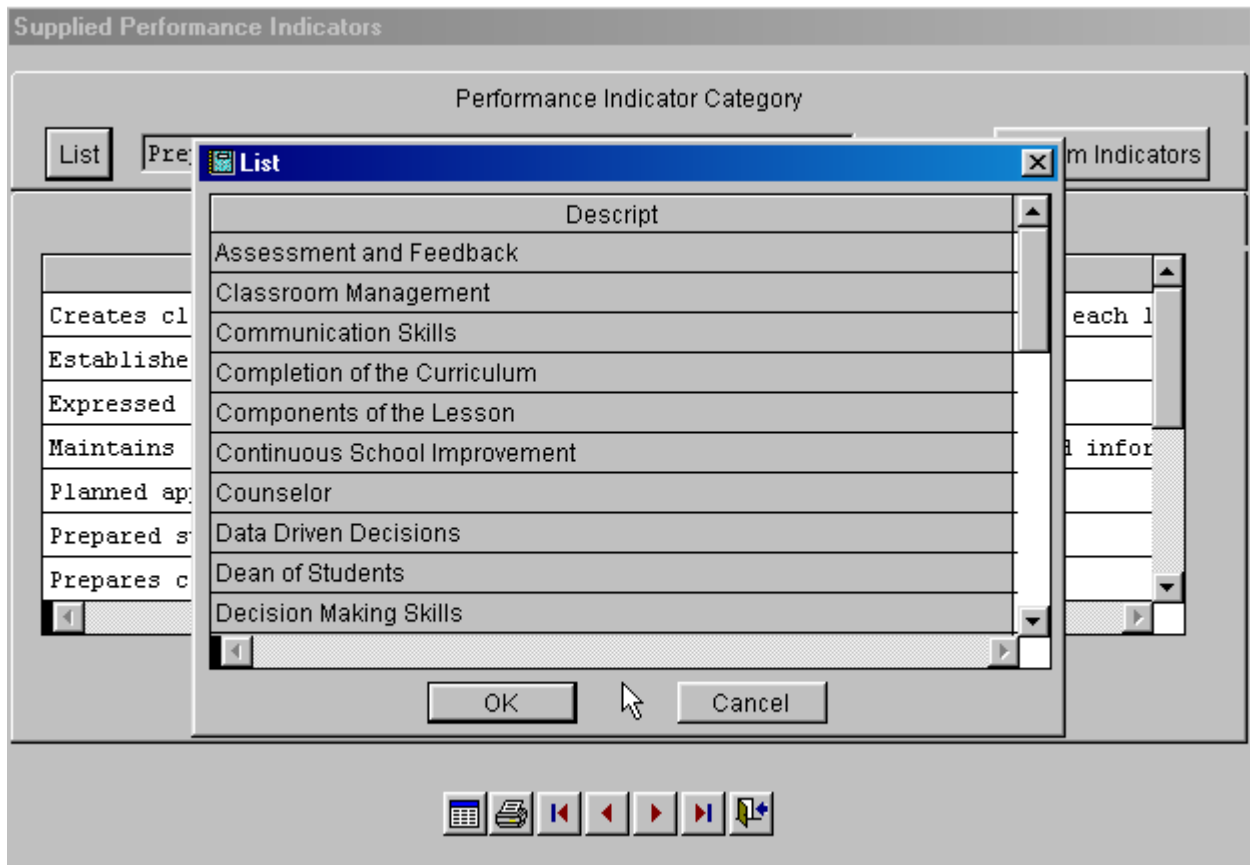 Supplied Performance Indicators
Performance Indicator Category
List
m Indicators
List
Descript
Assessment and Feedback
Classroom Management
Communication Skills
Completion of the Curriculum
Components of the Lesson
Continuous School Improvement
Counselor
Data Driven Decisions
Dean of Students
Decision Making Skills
Creates cl each l
Establishe
Expressed
Maintains d infor
Planned ap
Prepared s
Prepares c
OK Cancel